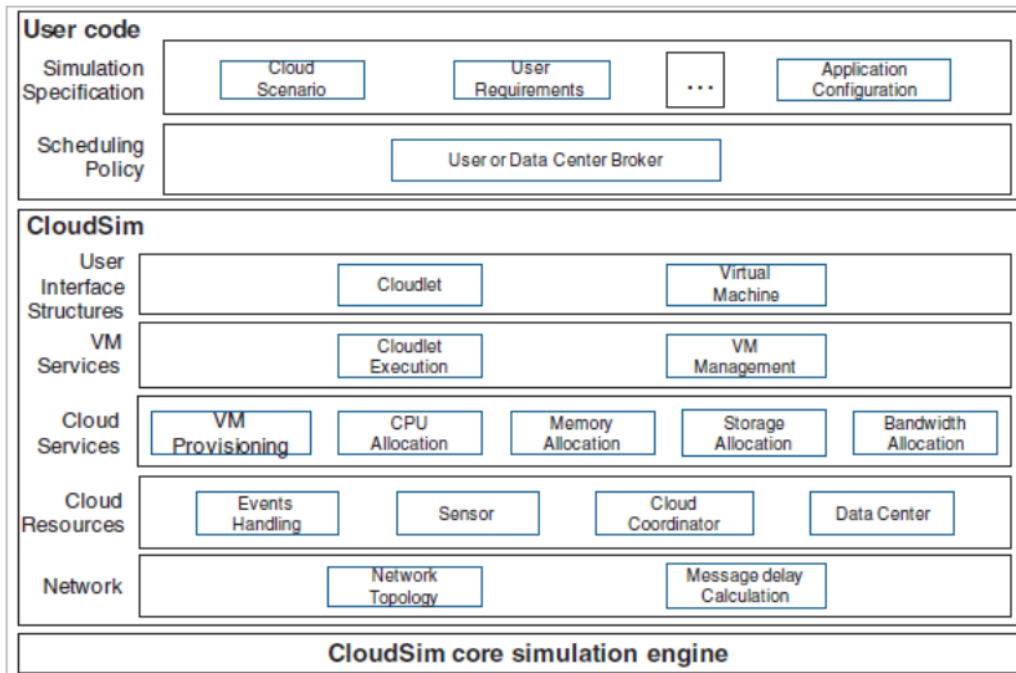 User code
Simulation
Specification
Cloud
Scenario
User
Requirements
...
Application
Configuration
Scheduling
Policy
User or Data Center Broker
CloudSim
User
Interface
Structures
Cloudlet
Virtual
Machine
VM
Services
Cloudlet
Execution
VM
Management
Cloud
Services
VM
Provisioning
CPU
Allocation
Memory
Allocation
Storage
Allocation
Bandwidth
Allocation
Cloud
Resources
Events
Handling
Sensor
Cloud
Coordinator
Data Center
Network
Network
Topology
Message delay
Calculation
CloudSim core simulation engine